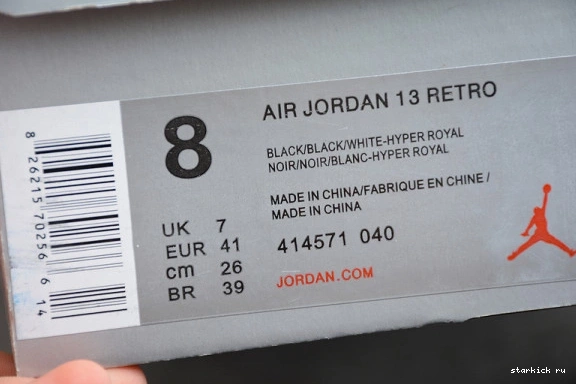 8 26215 70256 6 14
8
AIR JORDAN 13 RETRO
BLACK/BLACK/WHITE-HYPER ROYAL
NOIR/NOIR/BLANC-HYPER ROYAL
MADE IN CHINA/FABRIQUE EN CHINE /
MADE IN CHINA
UK 7
EUR 41
cm 26
BR 39
414571 040
JORDAN.COM
starkick ru